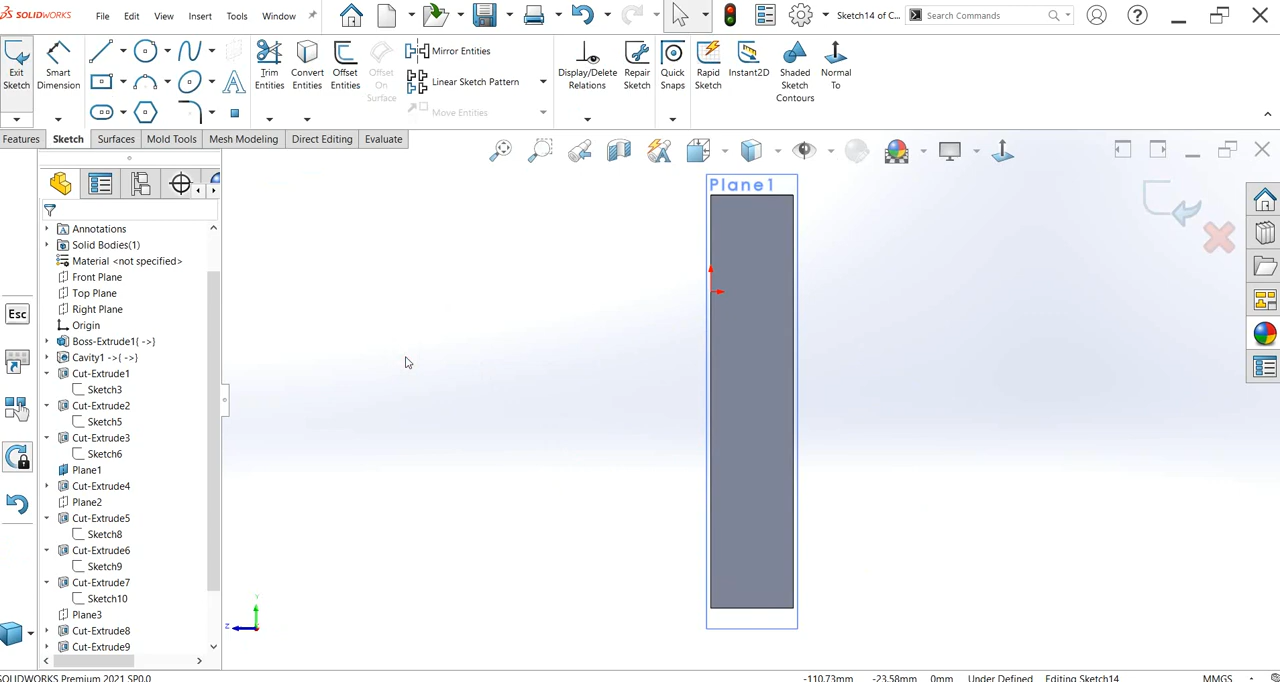 SOLIDWORKS File Edit View Insert Tools Window Sketch14 of C... Search Commands
Exit Sketch
Smart Dimension
Trim Entities
Convert Entities
Offset Entities
Offset On Surface
Mirror Entities
Linear Sketch Pattern
Move Entities
Display/Delete Relations
Repair Sketch
Quick Snaps
Rapid Sketch
Instant2D
Shaded Sketch Contours
Normal To
Features Sketch Surfaces Mold Tools Mesh Modeling Direct Editing Evaluate
Annotations
Solid Bodies(1)
Material <not specified>
Front Plane
Top Plane
Right Plane
Origin
Boss-Extrude1{ ->}
Cavity1 ->{ ->}
Cut-Extrude1
Sketch3
Cut-Extrude2
Sketch5
Cut-Extrude3
Sketch6
Plane1
Cut-Extrude4
Plane2
Cut-Extrude5
Sketch8
Cut-Extrude6
Sketch9
Cut-Extrude7
Sketch10
Plane3
Cut-Extrude8
Cut-Extrude9
Esc
Plane1
Y
Z
SOLIDWORKS Premium 2021 SP0.0 -110.73mm -23.58mm 0mm Under Defined Editing Sketch14 MMGS